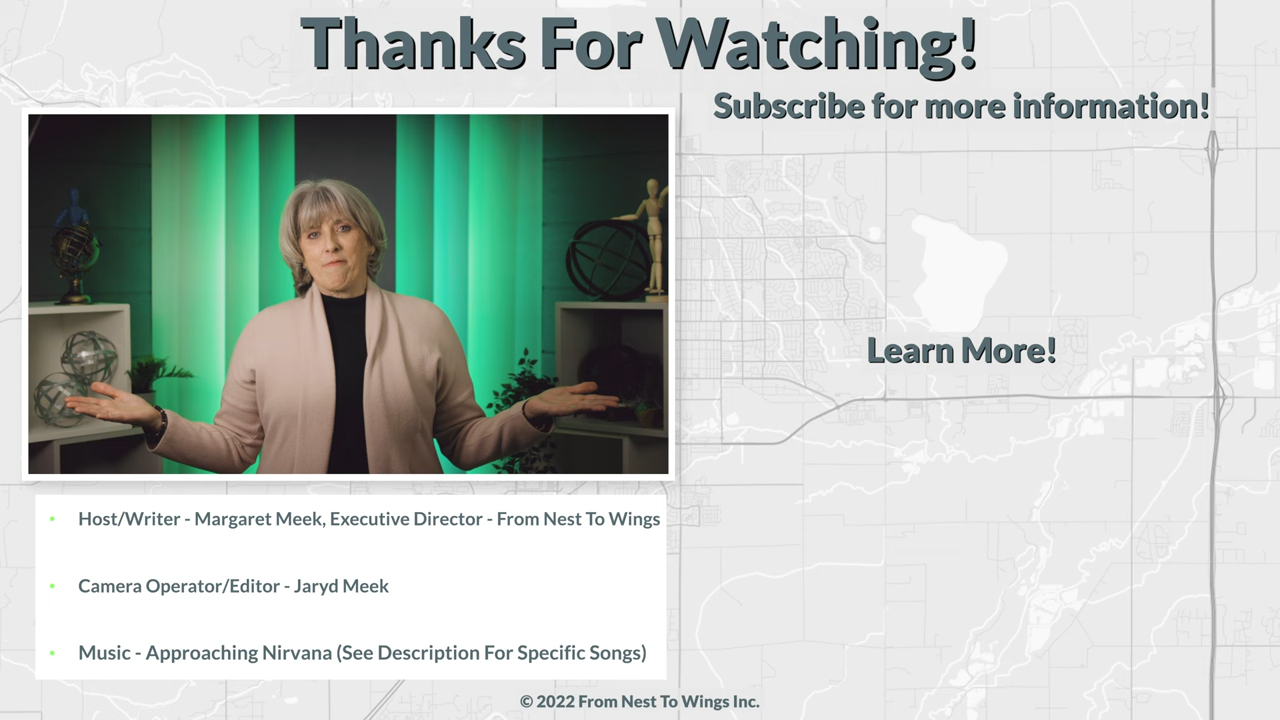 Thanks For Watching!
Subscribe for more information!
Learn More!
• Host/Writer - Margaret Meek, Executive Director - From Nest To Wings
• Camera Operator/Editor - Jaryd Meek
• Music - Approaching Nirvana (See Description For Specific Songs)
© 2022 From Nest To Wings Inc.